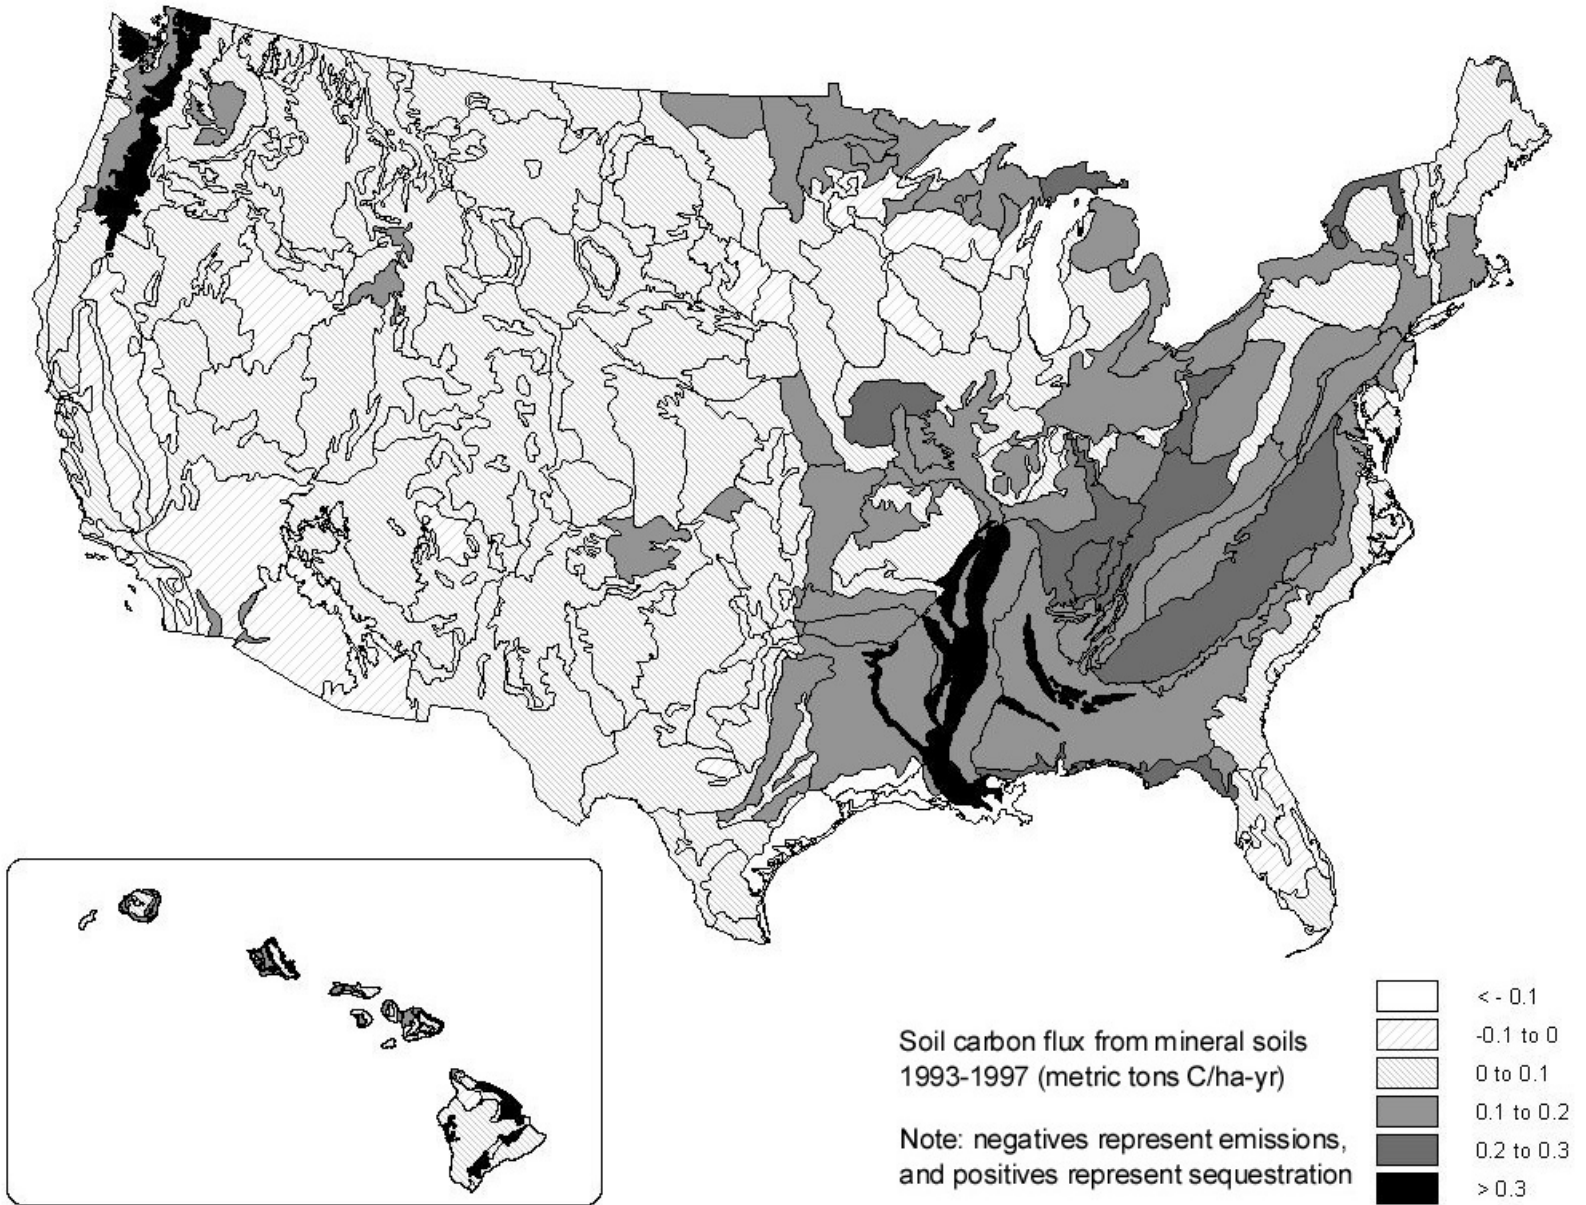 Soil carbon flux from mineral soils
1993-1997 (metric tons C/ha-yr)
Note: negatives represent emissions,
and positives represent sequestration
< - 0.1
-0.1 to 0
0 to 0.1
0.1 to 0.2
0.2 to 0.3
> 0.3